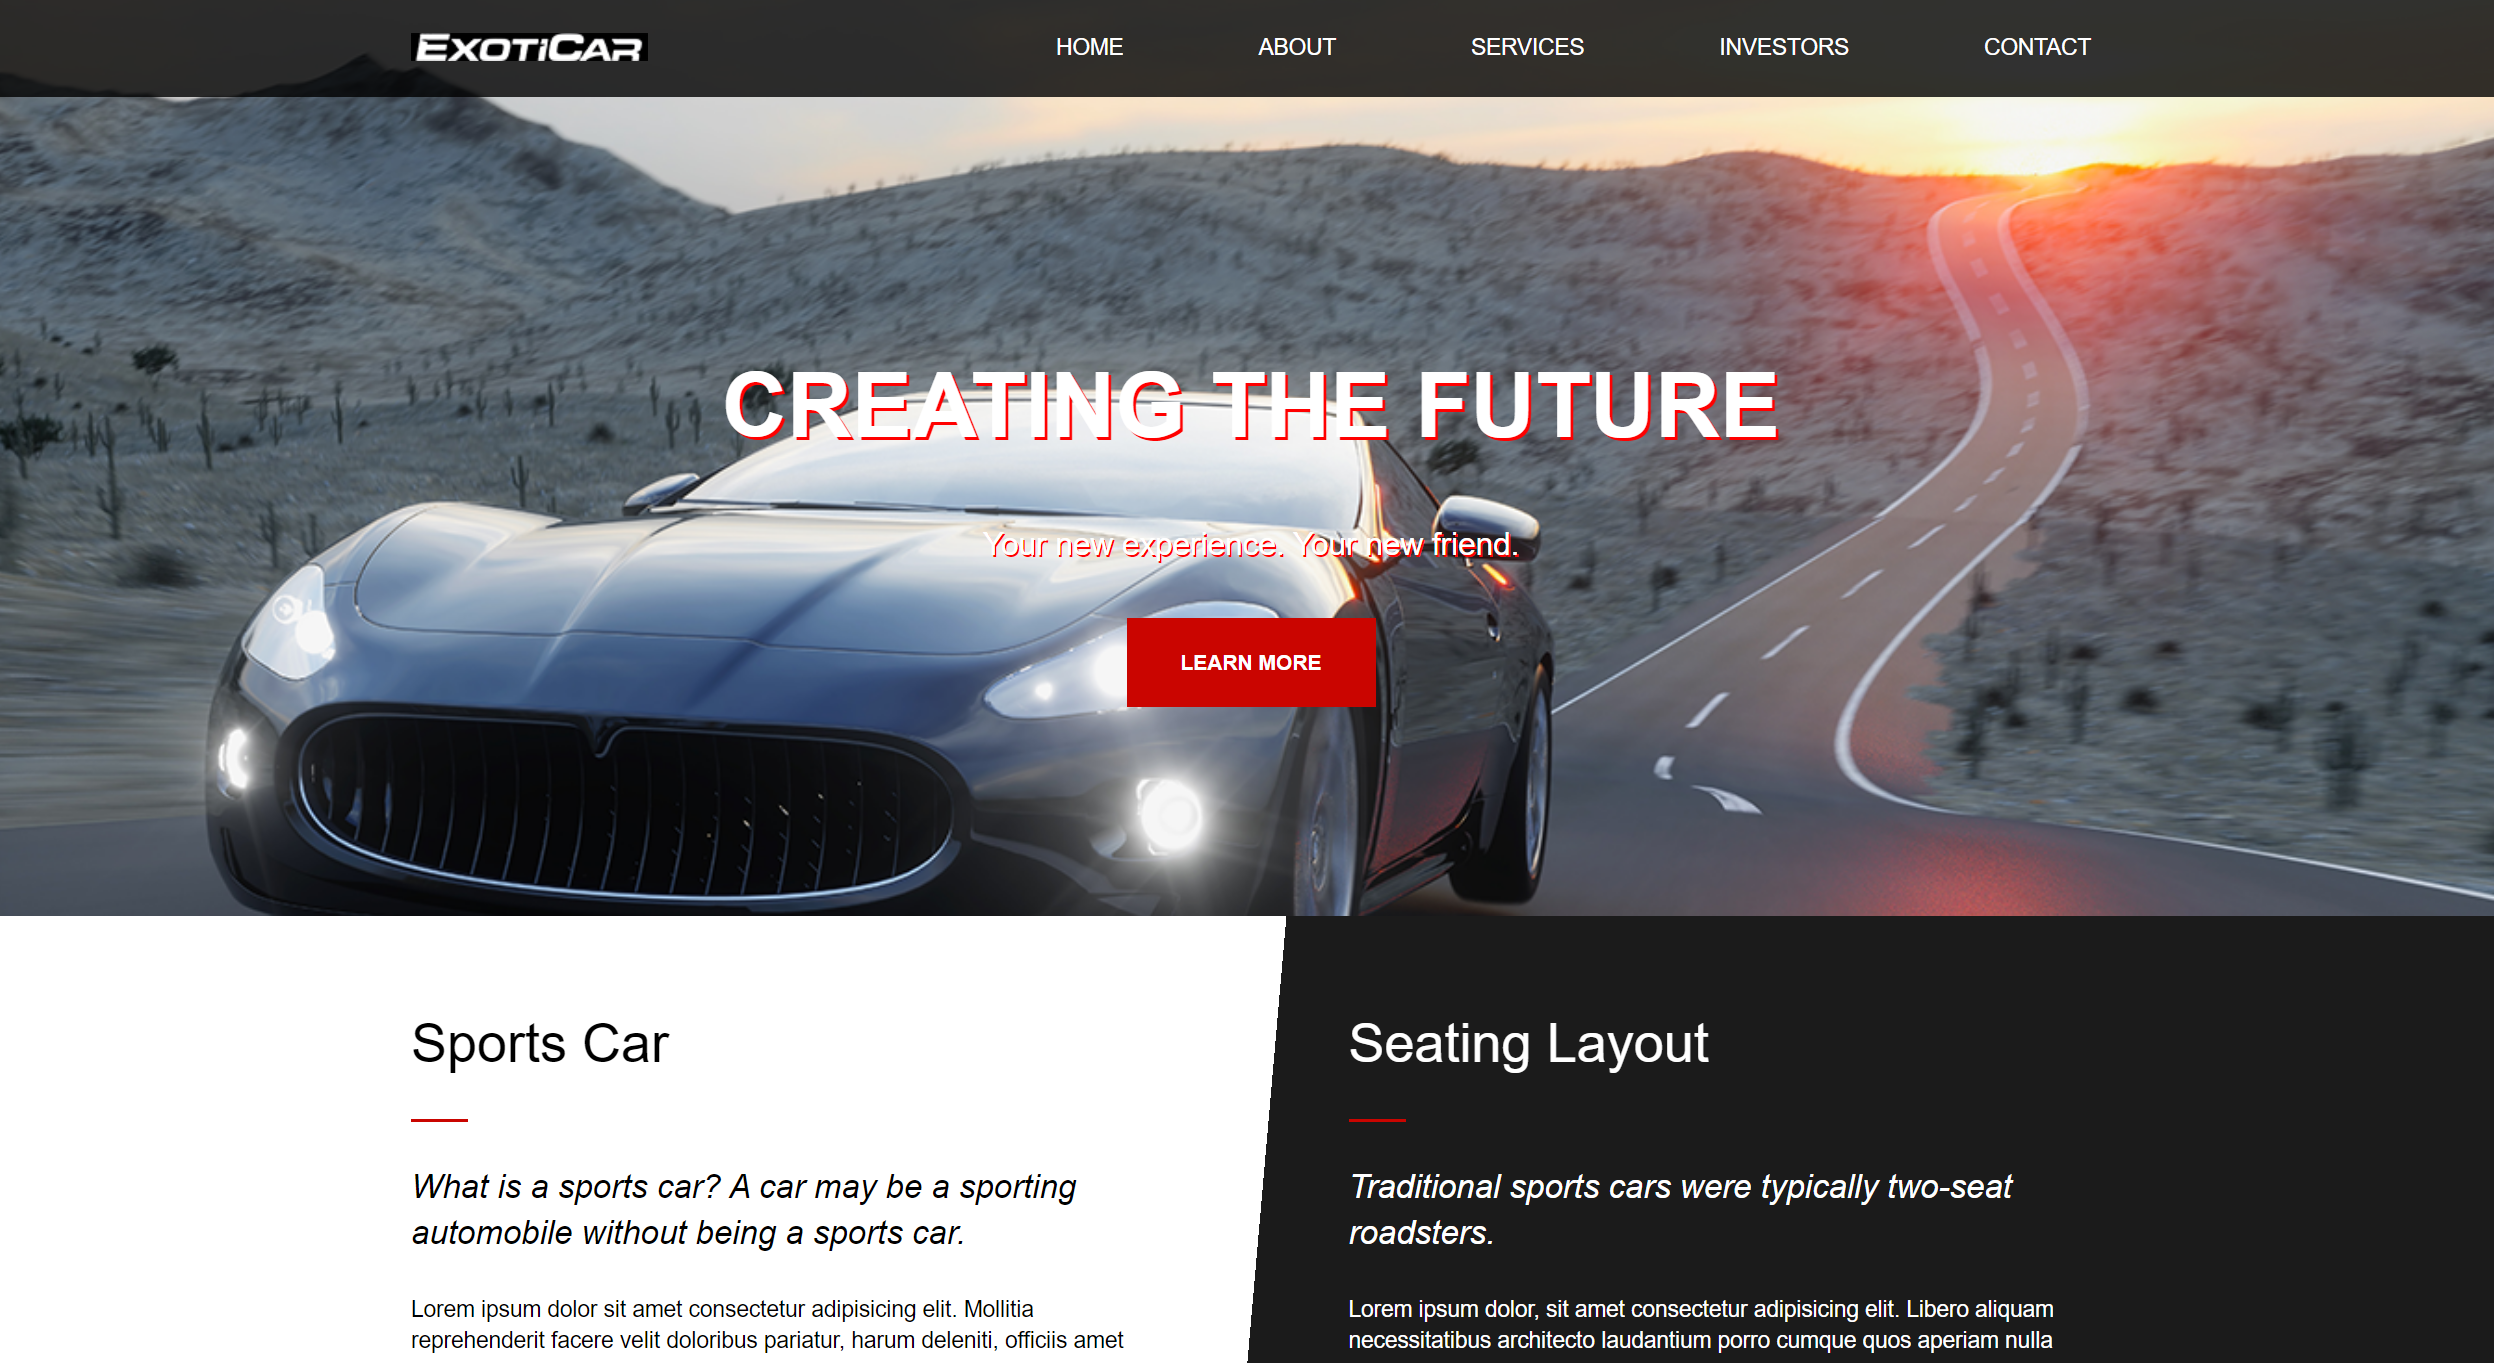 EXOTICAR
HOME ABOUT SERVICES INVESTORS CONTACT
CREATING THE FUTURE
Your new experience. Your new friend.
LEARN MORE
Sports Car
What is a sports car? A car may be a sporting
automobile without being a sports car.
Lorem ipsum dolor sit amet consectetur adipisicing elit. Mollitia
reprehenderit facere velit doloribus pariatur, harum deleniti, officiis amet
Seating Layout
Traditional sports cars were typically two-seat
roadsters.
Lorem ipsum dolor, sit amet consectetur adipisicing elit. Libero aliquam
necessitatibus architecto laudantium porro cumque quos aperiam nulla